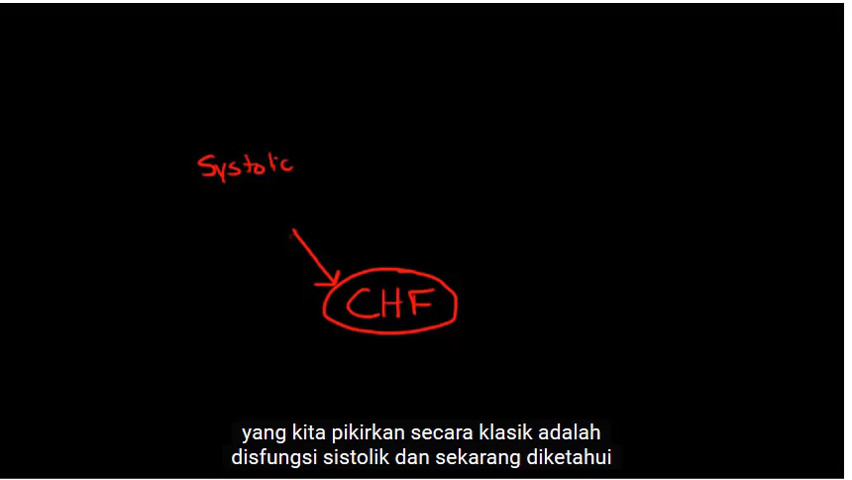 Systolic
CHF
yang kita pikirkan secara klasik adalah
disfungsi sistolik dan sekarang diketahui